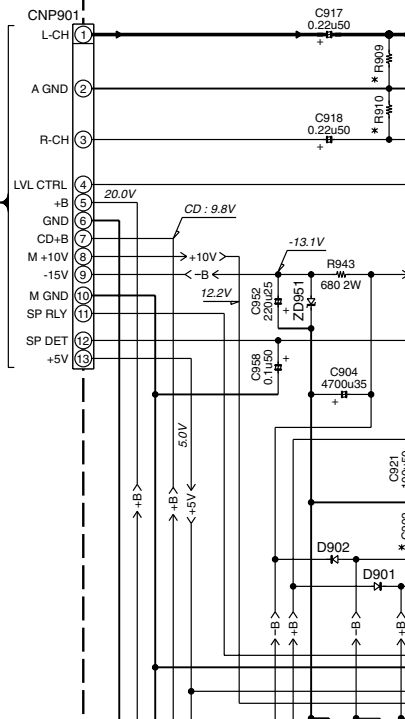 CNP901
L-CH 1
A GND 2
R-CH 3
LVL CTRL 4
+B 5
GND 6
CD+B 7
M +10V 8
-15V 9
M GND 10
SP RLY 11
SP DET 12
+5V 13
C917
0.22u50
+
* R909
* R910
C918
0.22u50
+
20.0V
CD : 9.8V
-13.1V
+10V
-B
12.2V
C952
220u25
+
ZD951
R943
680 2W
C958
0.1u50
+
C904
4700u35
+
5.0V
C921
+B
+B
+5V
*
D902
D901
-B
+B
-B
+B